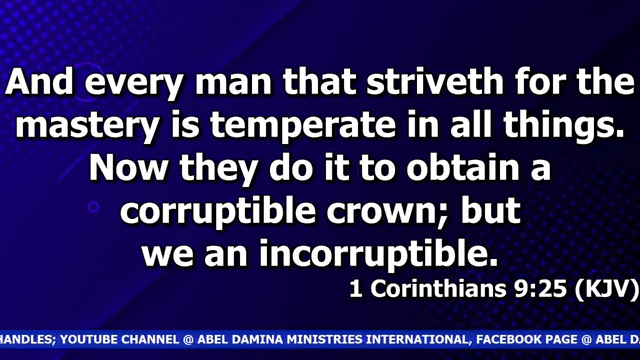 And every man that striveth for the
mastery is temperate in all things.
Now they do it to obtain a
corruptible crown; but
we an incorruptible.
1 Corinthians 9:25 (KJV)
HANDLES; YOUTUBE CHANNEL @ ABEL DAMINA MINISTRIES INTERNATIONAL, FACEBOOK PAGE @ ABEL